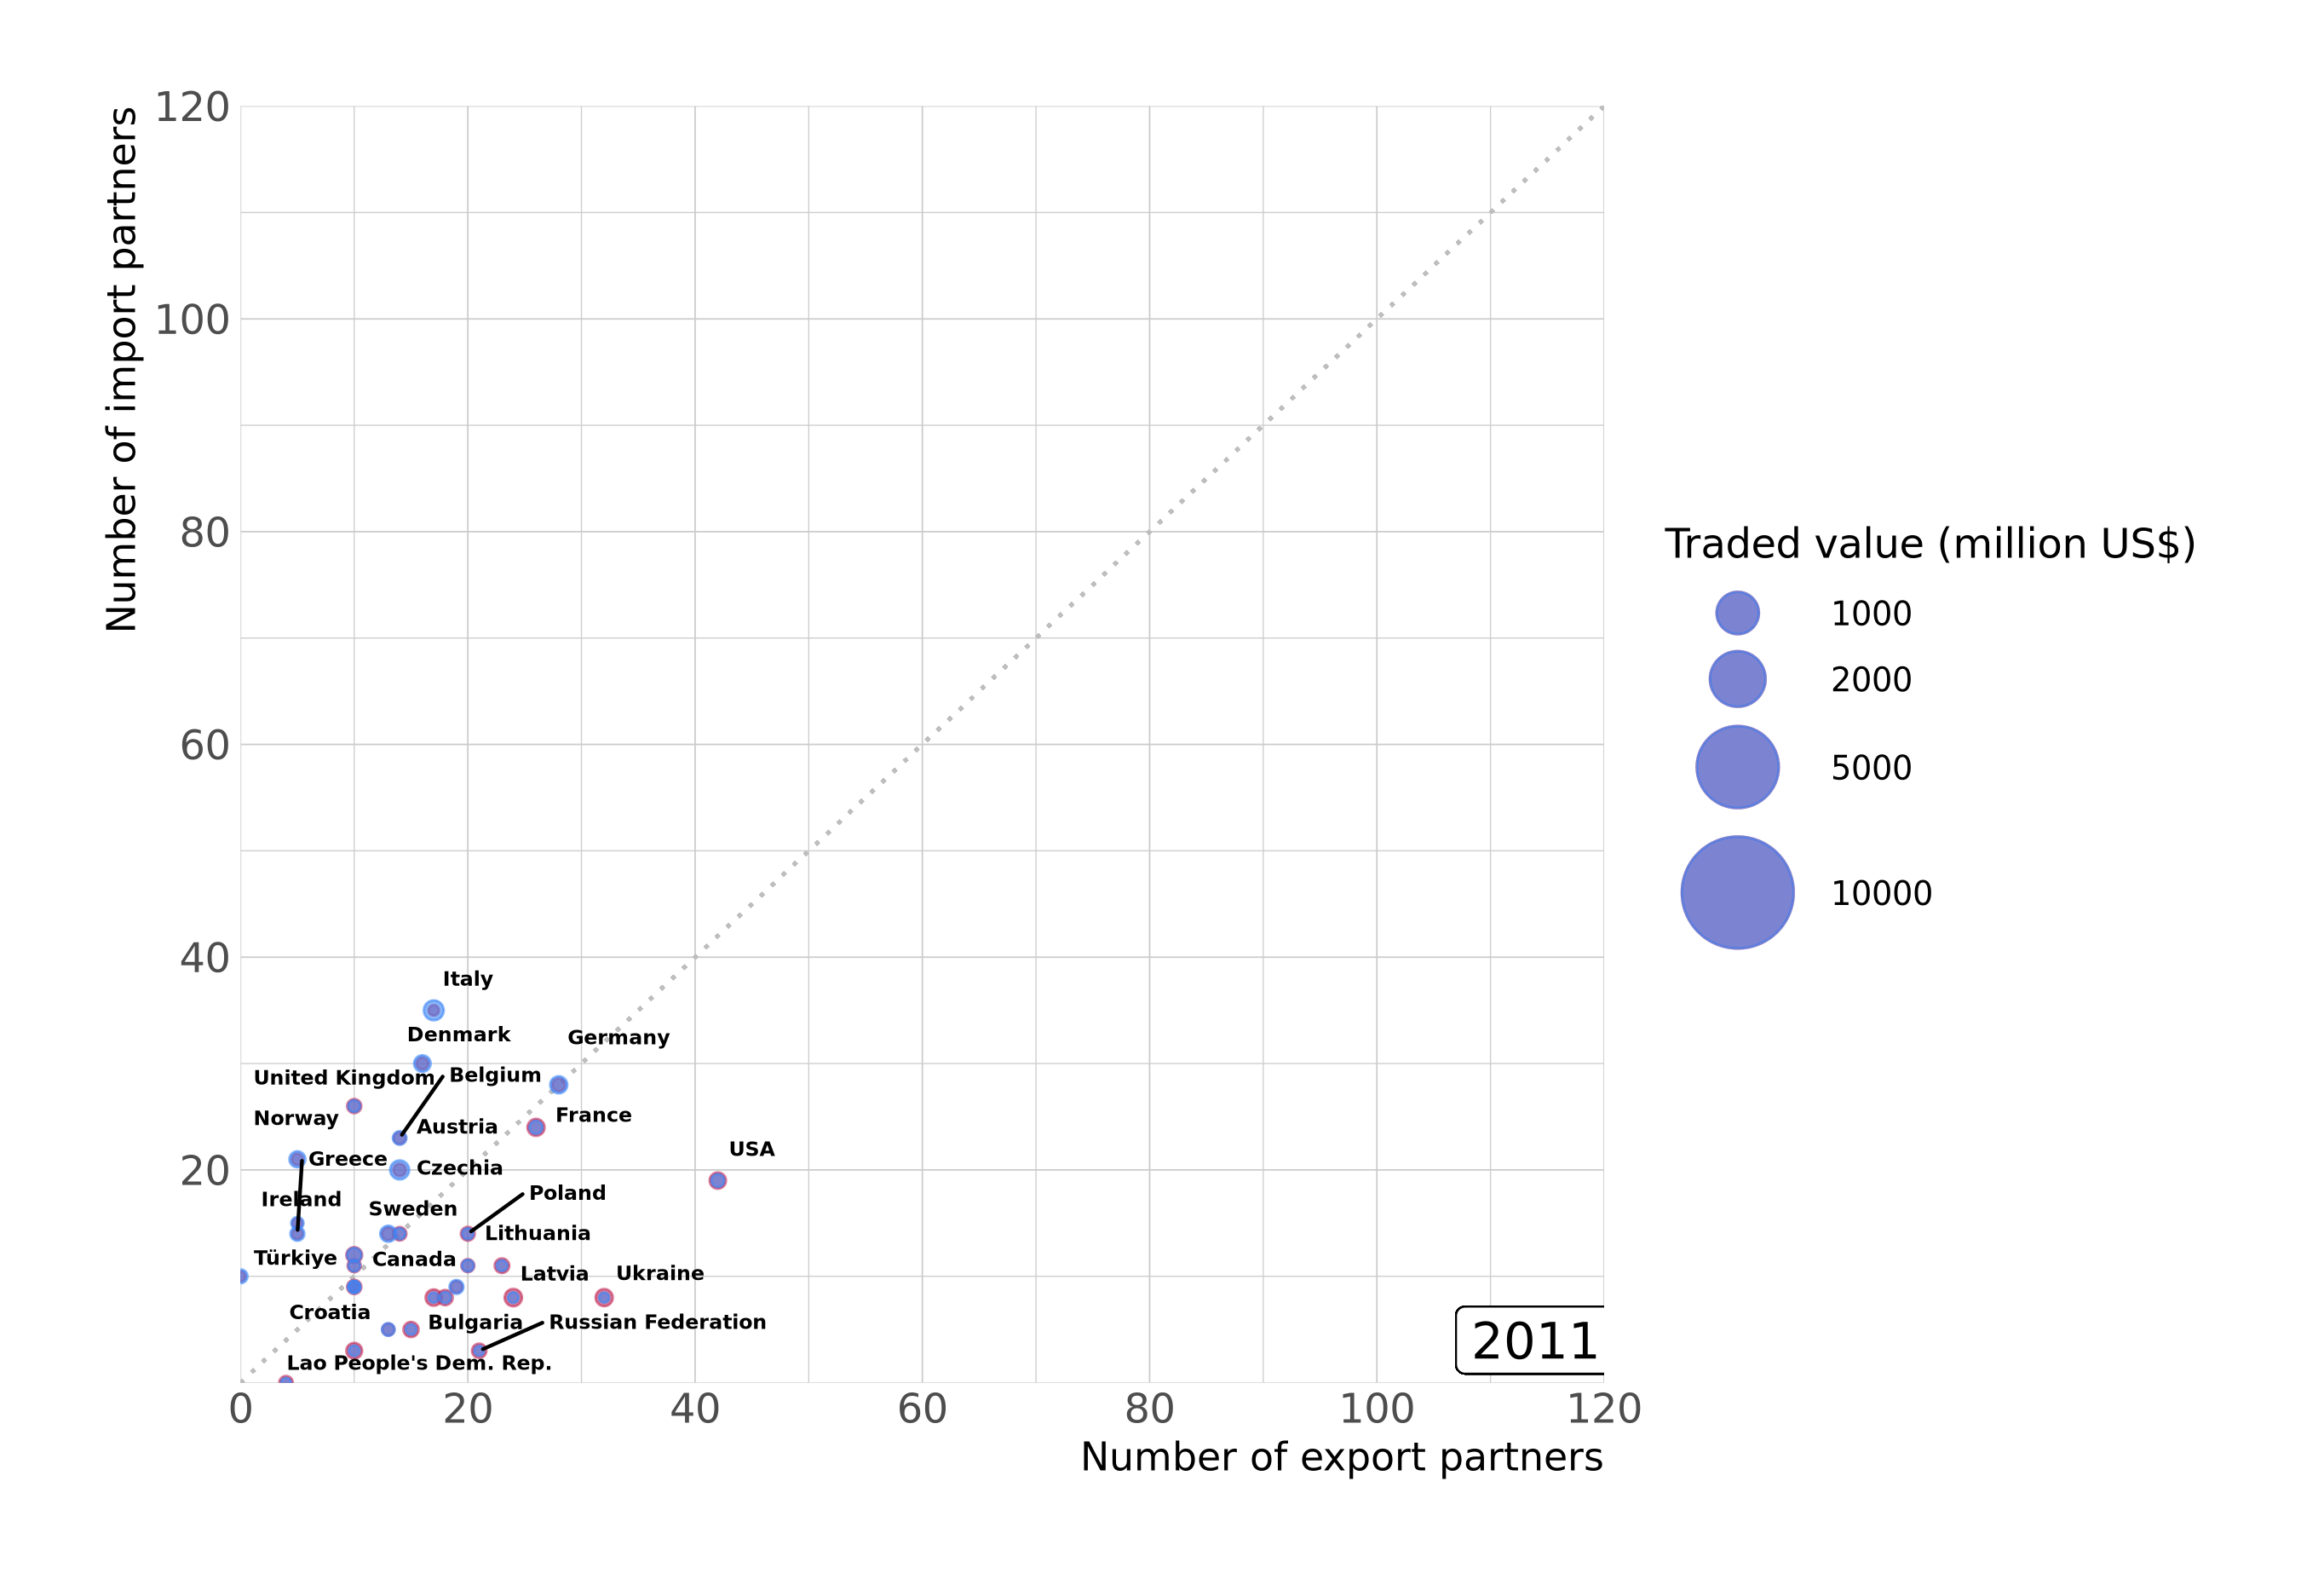 Number of import partners
120
100
80
60
40
20
Italy
Denmark
Germany
United Kingdom
Belgium
Norway
Austria
France
Greece
Czechia
USA
Ireland
Sweden
Poland
Lithuania
Türkiye
Canada
Latvia
Ukraine
Croatia
Bulgaria
Russian Federation
Lao People's Dem. Rep.
2011
0
20
40
60
80
100
120
Number of export partners
Traded value (million US$)
1000
2000
5000
10000